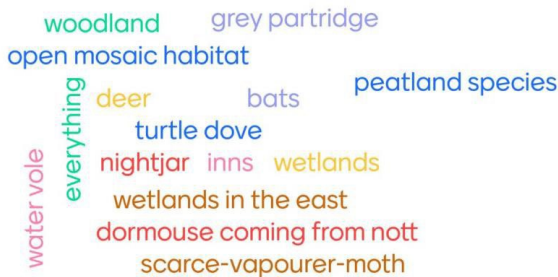 woodland
grey partridge
open mosaic habitat
peatland species
everything
deer
bats
turtle dove
water vole
nightjar
inns
wetlands
wetlands in the east
dormouse coming from nott
scarce-vapourer-moth